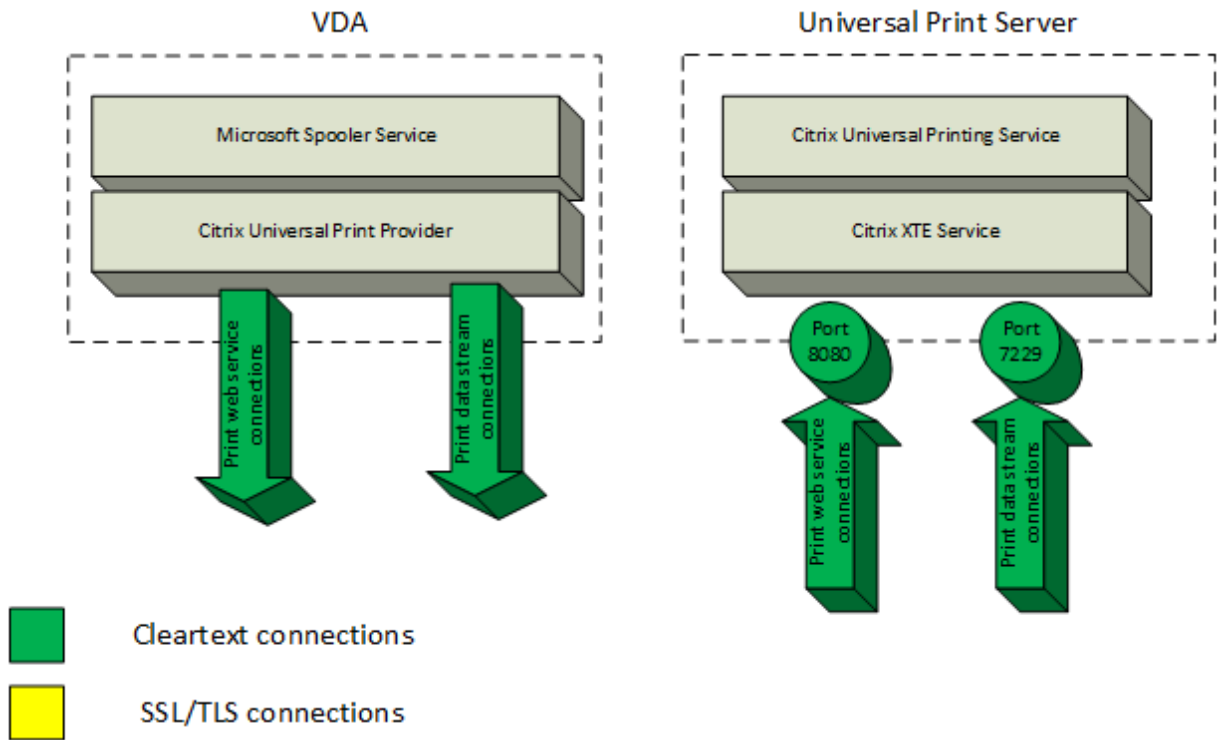 VDA
Universal Print Server
Microsoft Spooler Service
Citrix Universal Print Provider
Citrix Universal Printing Service
Citrix XTE Service
Port
8080
Port
7229
Print web service
connections
Print data stream
connections
Print web service
connections
Print data stream
connections
Cleartext connections
SSL/TLS connections